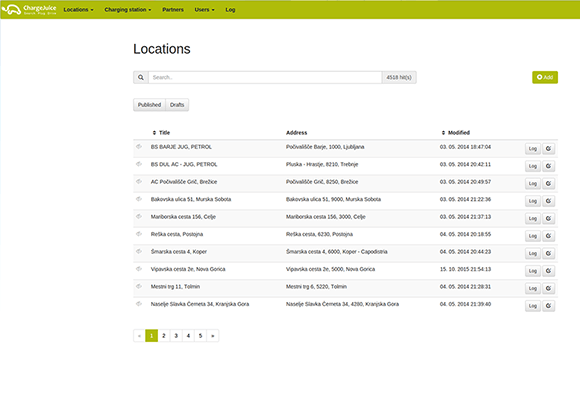 ChargeJuice Locations Charging station Partners Users Log
Locations
Search.. 4518 hit(s) Add
Published Drafts
Title Address Modified
BS BARJE JUG, PETROL Počivališče Barje, 1000, Ljubljana 03. 05. 2014 18:47:04 Log
BS DUL AC - JUG, PETROL Pluska - Hrastje, 8210, Trebnje 03. 05. 2014 20:42:11 Log
AC Počivališče Grič, Brežice Počivališče Grič, 8250, Brežice 03. 05. 2014 20:49:57 Log
Bakovska ulica 51, Murska Sobota Bakovska ulica 51, 9000, Murska Sobota 03. 05. 2014 21:22:36 Log
Mariborska cesta 156, Celje Mariborska cesta 156, 3000, Celje 03. 05. 2014 21:37:13 Log
Reška cesta, Postojna Reška cesta, 6230, Postojna 04. 05. 2014 20:18:55 Log
Šmarska cesta 4, Koper Šmarska cesta 4, 6000, Koper - Capodistria 04. 05. 2014 20:44:23 Log
Vipavska cesta 2e, Nova Gorica Vipavska cesta 2e, 5000, Nova Gorica 15. 10. 2015 21:54:13 Log
Mestni trg 11, Tolmin Mestni trg 6, 5220, Tolmin 04. 05. 2014 21:28:31 Log
Naselje Slavka Černeta 34, Kranjska Gora Naselje Slavka Černeta 34, 4280, Kranjska Gora 04. 05. 2014 21:39:40 Log
« 1 2 3 4 5 »